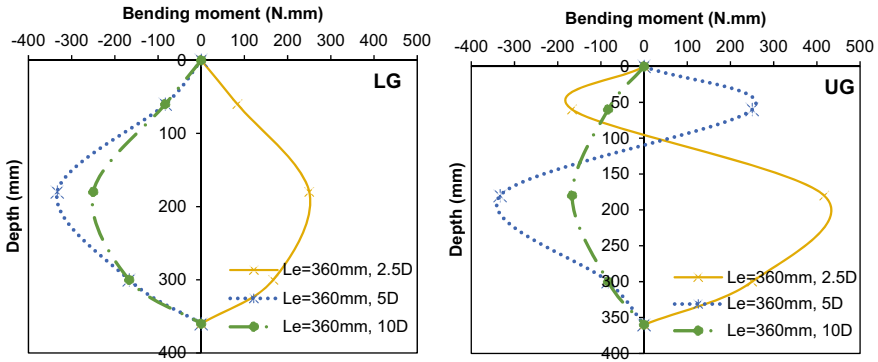 Bending moment (N.mm)
-400 -300 -200 -100 0 100 200 300 400 500
0
100
200
300
400
Depth (mm)
LG
Le=360mm, 2.5D
Le=360mm, 5D
Le=360mm, 10D
Bending moment (N.mm)
-400 -300 -200 -100 0 100 200 300 400 500
0
50
100
150
200
250
300
350
400
Depth (mm)
UG
Le=360mm, 2.5D
Le=360mm, 5D
Le=360mm, 10D